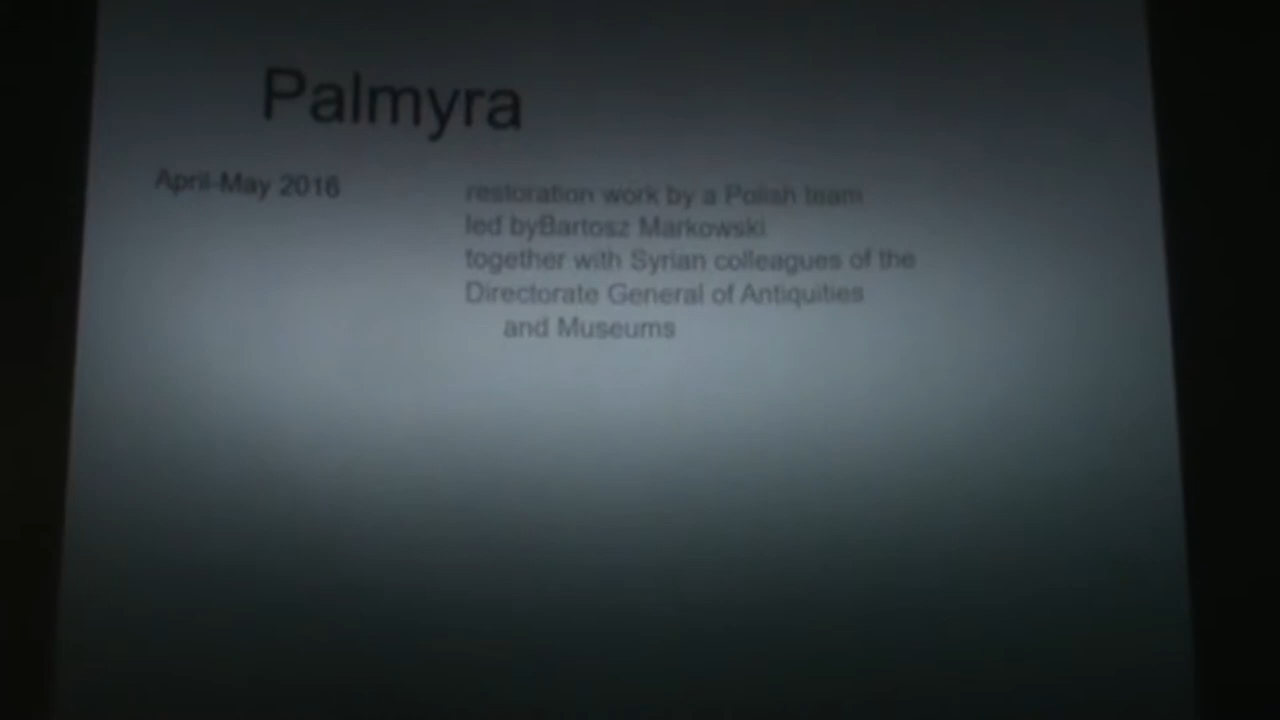 Palmyra
April-May 2016
restoration work by a Polish team
led byBartosz Markowski
together with Syrian colleagues of the
Directorate General of Antiquities
and Museums